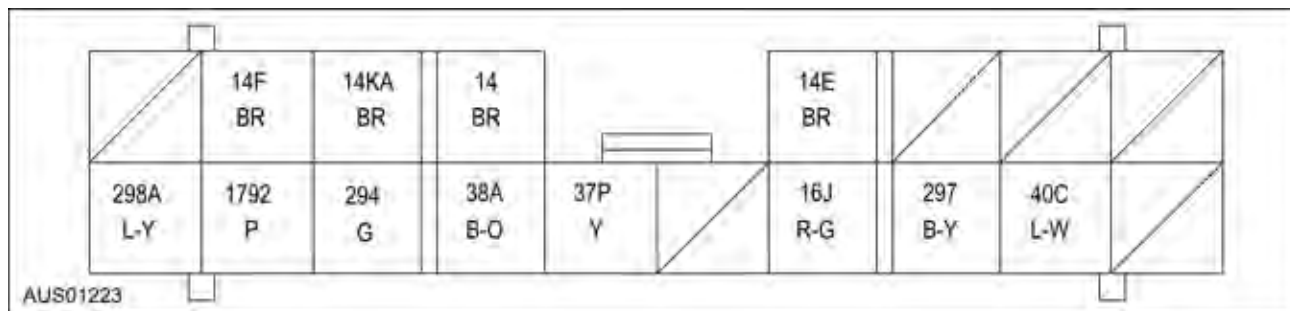 14F 14KA 14 14E
BR BR BR BR
298A 1792 294 38A 37P 16J 297 40C
L-Y P G B-O Y R-G B-Y L-W
AUS01223